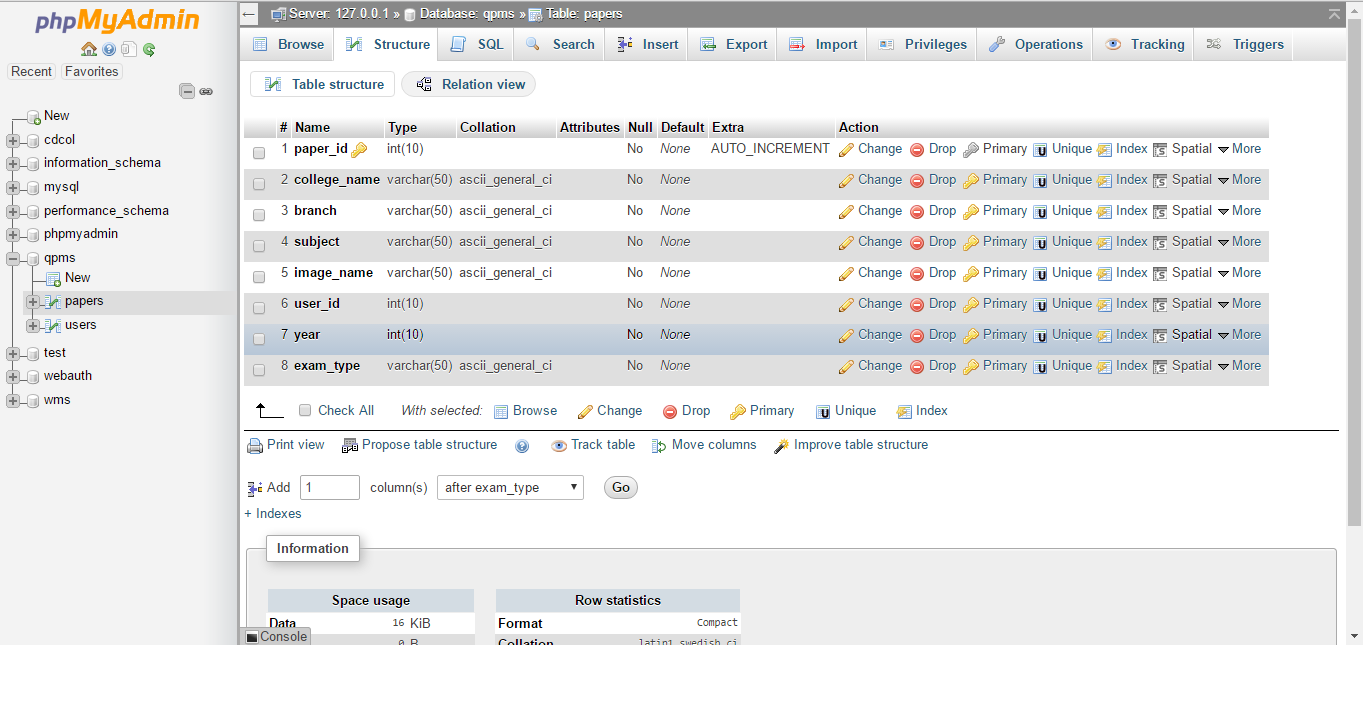 phpMyAdmin
Recent Favorites
New
cdcol
information_schema
mysql
performance_schema
phpmyadmin
qpms
New
papers
users
test
webauth
wms
Server: 127.0.0.1 » Database: qpms » Table: papers
Browse Structure SQL Search Insert Export Import Privileges Operations Tracking Triggers
Table structure Relation view
# Name Type Collation Attributes Null Default Extra Action
1 paper_id int(10) No None AUTO_INCREMENT Change Drop Primary Unique Index Spatial More
2 college_name varchar(50) ascii_general_ci No None Change Drop Primary Unique Index Spatial More
3 branch varchar(50) ascii_general_ci No None Change Drop Primary Unique Index Spatial More
4 subject varchar(50) ascii_general_ci No None Change Drop Primary Unique Index Spatial More
5 image_name varchar(50) ascii_general_ci No None Change Drop Primary Unique Index Spatial More
6 user_id int(10) No None Change Drop Primary Unique Index Spatial More
7 year int(10) No None Change Drop Primary Unique Index Spatial More
8 exam_type varchar(50) ascii_general_ci No None Change Drop Primary Unique Index Spatial More
Check All With selected: Browse Change Drop Primary Unique Index
Print view Propose table structure Track table Move columns Improve table structure
Add 1 column(s) after exam_type Go
+ Indexes
Information
Space usage Row statistics
Data 16 KiB Format Compact
0 B Collation latin1_swedish_ci
Console